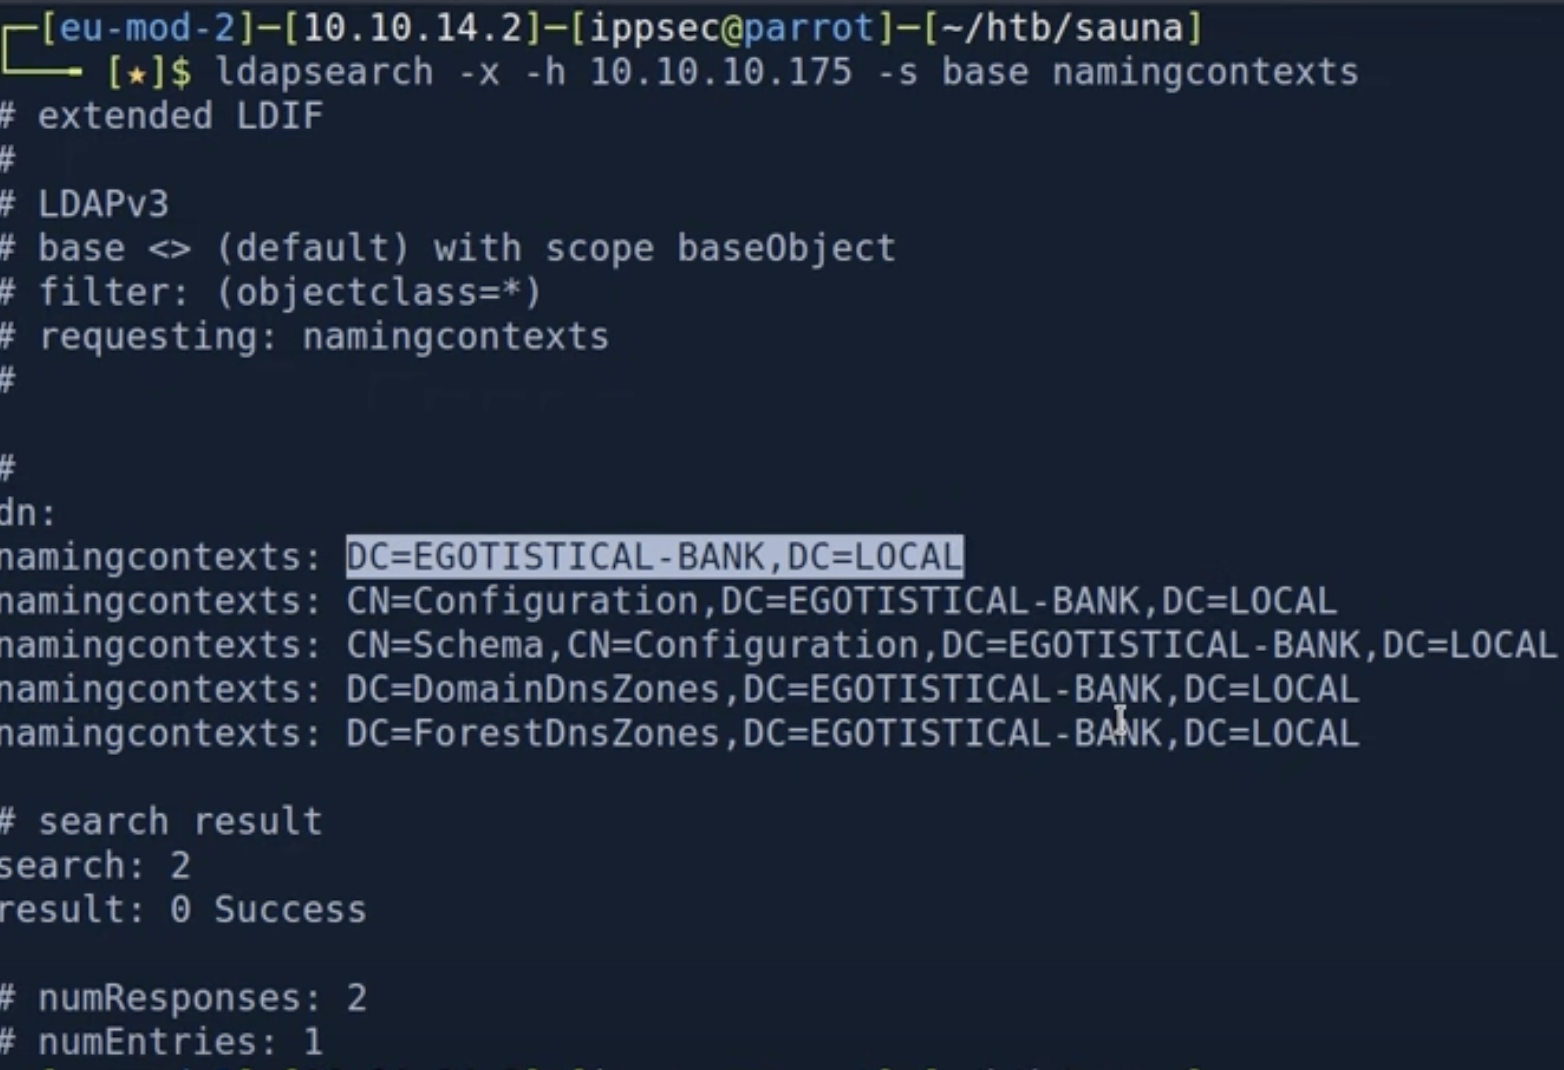 [eu-mod-2]─[10.10.14.2]─[ippsec@parrot]─[~/htb/sauna]
[★]$ ldapsearch -x -h 10.10.10.175 -s base namingcontexts
# extended LDIF
#
# LDAPv3
# base <> (default) with scope baseObject
# filter: (objectclass=*)
# requesting: namingcontexts
#
#
dn:
namingcontexts: DC=EGOTISTICAL-BANK,DC=LOCAL
namingcontexts: CN=Configuration,DC=EGOTISTICAL-BANK,DC=LOCAL
namingcontexts: CN=Schema,CN=Configuration,DC=EGOTISTICAL-BANK,DC=LOCAL
namingcontexts: DC=DomainDnsZones,DC=EGOTISTICAL-BANK,DC=LOCAL
namingcontexts: DC=ForestDnsZones,DC=EGOTISTICAL-BANK,DC=LOCAL
# search result
search: 2
result: 0 Success
# numResponses: 2
# numEntries: 1